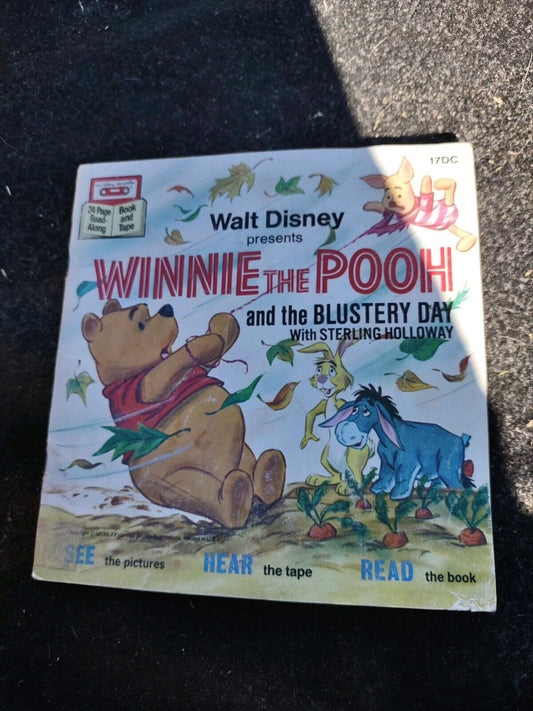 17DC
24 Page
Read-
Along
Book
and
Tape
Walt Disney
presents
WINNIE THE POOH
and the BLUSTERY DAY
With STERLING HOLLOWAY
SEE the pictures
HEAR the tape
READ the book